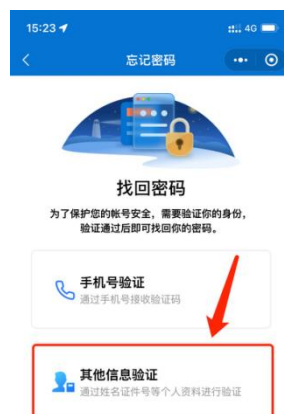 15:23 4G
忘记密码
找回密码
为了保护您的帐号安全，需要验证你的身份，
验证通过后即可找回你的密码。
手机号验证
通过手机号接收验证码
其他信息验证
通过姓名证件号等个人资料进行验证